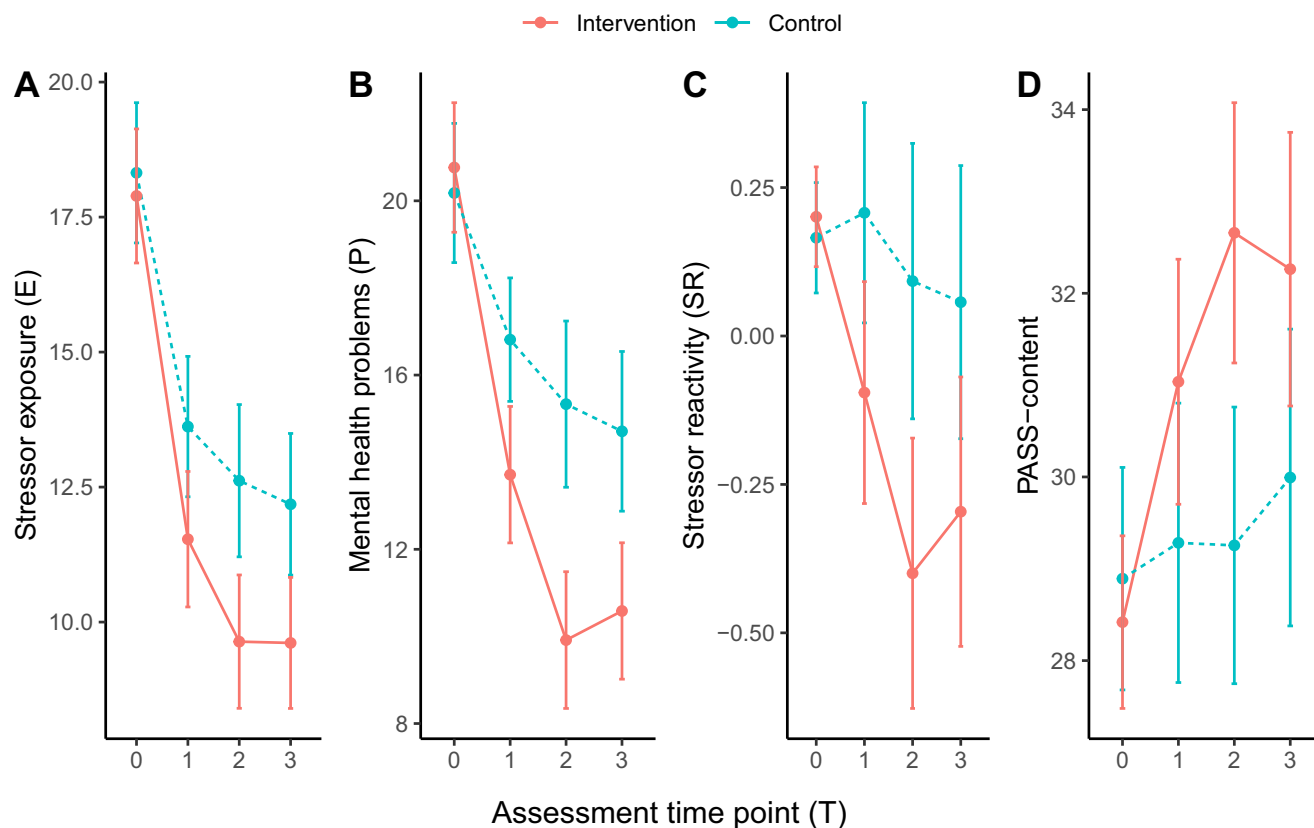 Intervention Control
A
Stressor exposure (E)
20.0
17.5
15.0
12.5
10.0
0 1 2 3
B
Mental health problems (P)
20
16
12
8
0 1 2 3
C
Stressor reactivity (SR)
0.25
0.00
−0.25
−0.50
0 1 2 3
D
PASS−content
34
32
30
28
0 1 2 3
Assessment time point (T)